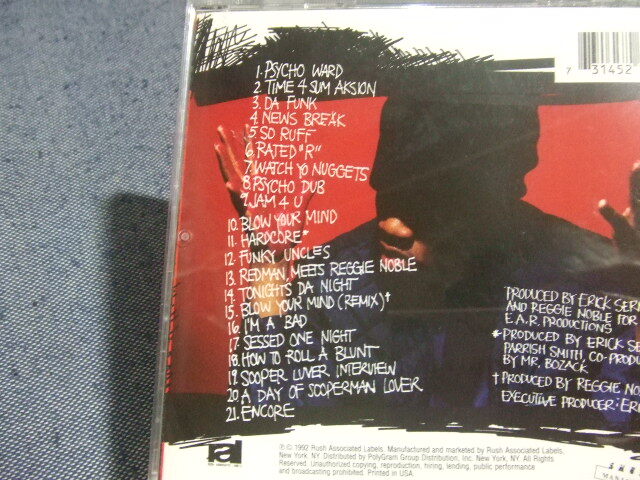 1. PSYCHO WARD
2. TIME 4 SUM AKSION
3. DA FUNK
4. NEWS BREAK
5. SO RUFF
6. RATED "R"
7. WATCH YO NUGGETS
8. PSYCHO DUB
9. JAM 4 U
10. BLOW YOUR MIND
11. HARDCORE*
12. FUNKY UNCLES
13. REDMAN MEETS REGGIE NOBLE
14. TONIGHTS DA NIGHT
15. BLOW YOUR MIND (REMIX)†
16. I'M A BAD
17. SESSED ONE NIGHT
18. HOW TO ROLL A BLUNT
19. SOOPER LUVER INTERVIEW
20. A DAY OF SOOPERMAN LOVER
21. ENCORE
7 31452
PRODUCED BY ERICK SER
AND REGGIE NOBLE FOR
E.A.R. PRODUCTIONS
* PRODUCED BY ERICK SE
PARRISH SMITH, CO-PRODU
BY MR. BOZACK
† PRODUCED BY REGGIE NO
EXECUTIVE PRODUCER: ERI
℗ © 1992 Rush Associated Labels. Manufactured and marketed by Rush Associated Labels,
New York, NY. Distributed by PolyGram Group Distribution, Inc. New York, NY. All Rights
Reserved. Unauthorized copying, reproduction, hiring, lending, public performance
and broadcasting prohibited. Printed in USA.